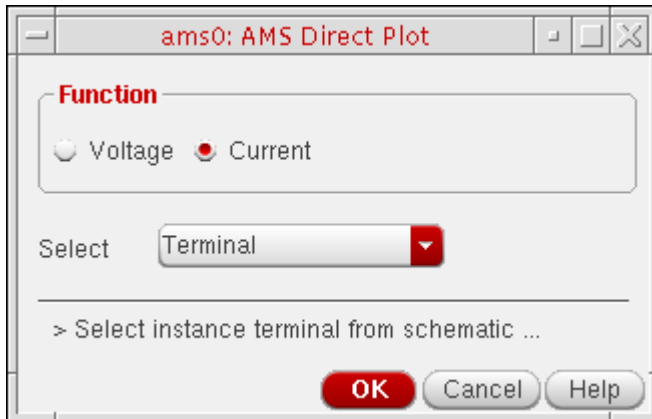 ams0: AMS Direct Plot
Function
Voltage Current
Select Terminal
> Select instance terminal from schematic ...
OK Cancel Help